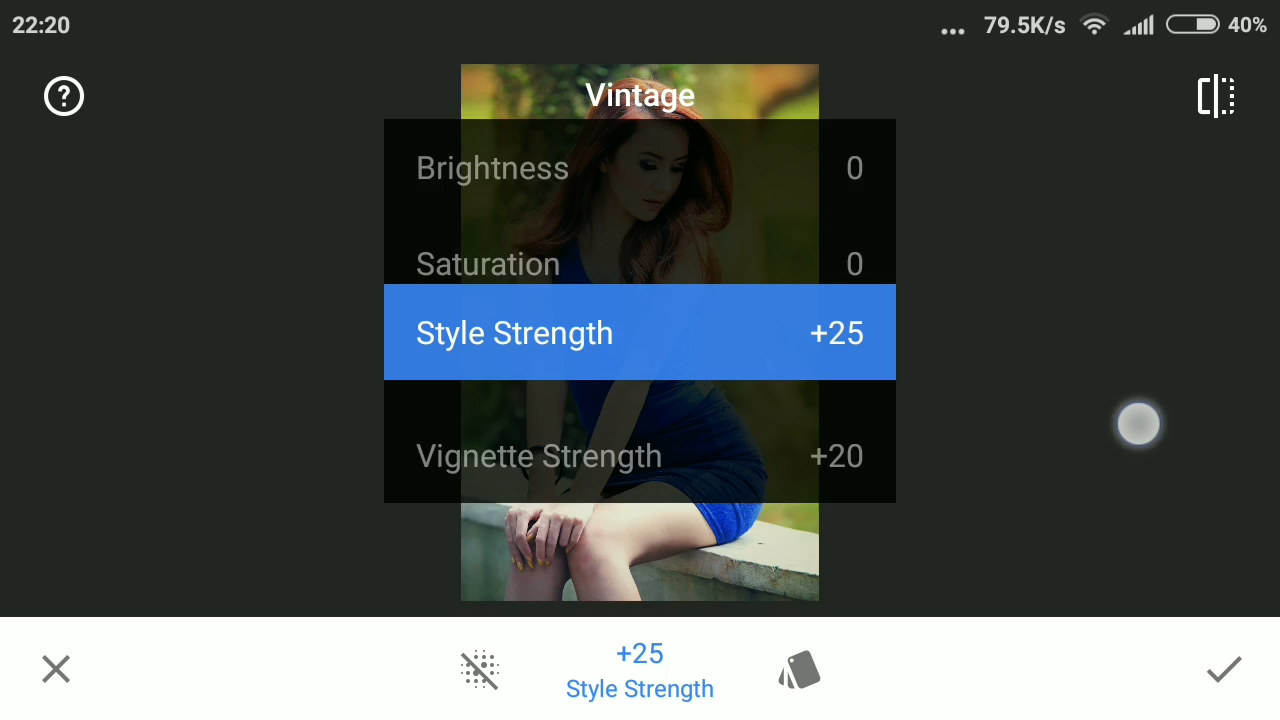 22:20
... 79.5K/s 40%
?
Vintage
Brightness 0
Saturation 0
Style Strength +25
Vignette Strength +20
+25
Style Strength